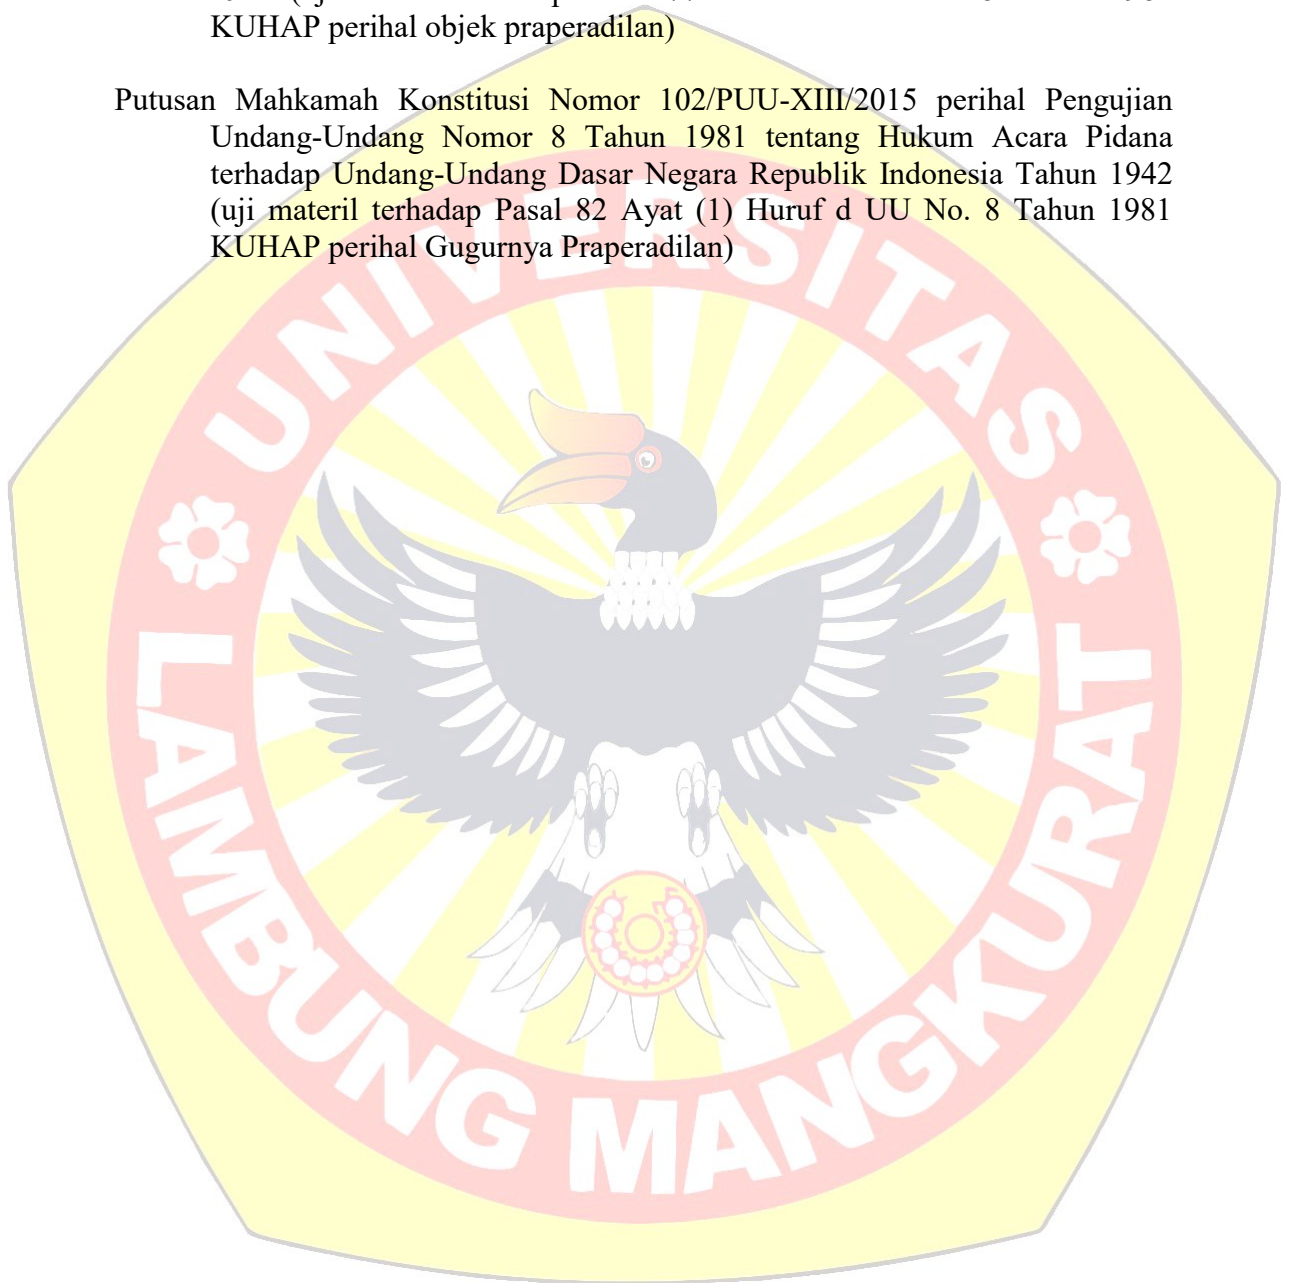 KUHAP perihal objek praperadilan)
Putusan Mahkamah Konstitusi Nomor 102/PUU-XIII/2015 perihal Pengujian
Undang-Undang Nomor 8 Tahun 1981 tentang Hukum Acara Pidana
terhadap Undang-Undang Dasar Negara Republik Indonesia Tahun 1942
(uji materil terhadap Pasal 82 Ayat (1) Huruf d UU No. 8 Tahun 1981
KUHAP perihal Gugurnya Praperadilan)
UNIVERSITAS
LAMBUNG MANGKURAT